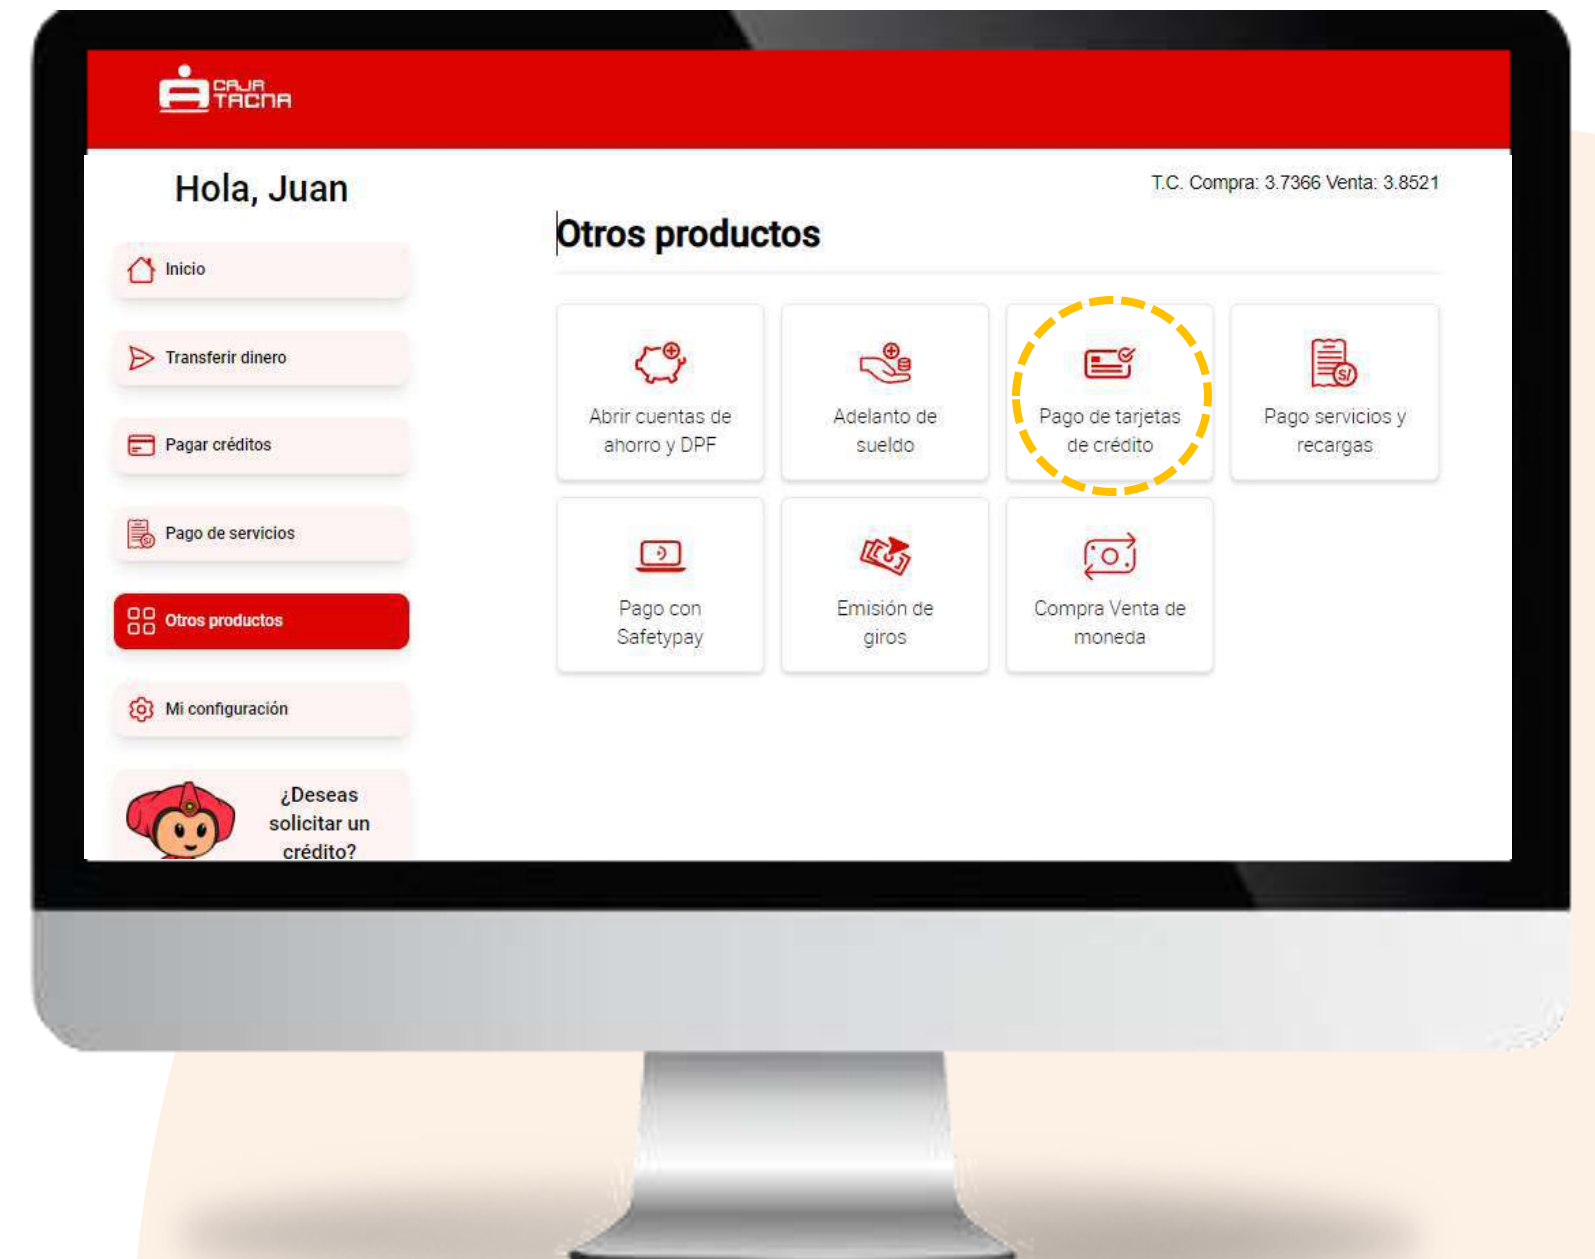 CAJA
TACNA
Hola, Juan
T.C. Compra: 3.7366 Venta: 3.8521
Otros productos
Inicio
Transferir dinero
Pagar créditos
Pago de servicios
Otros productos
Mi configuración
¿Deseas
solicitar un
crédito?
Abrir cuentas de
ahorro y DPF
Adelanto de
sueldo
Pago de tarjetas
de crédito
S/
Pago servicios y
recargas
Pago con
Safetypay
Emisión de
giros
Compra Venta de
moneda